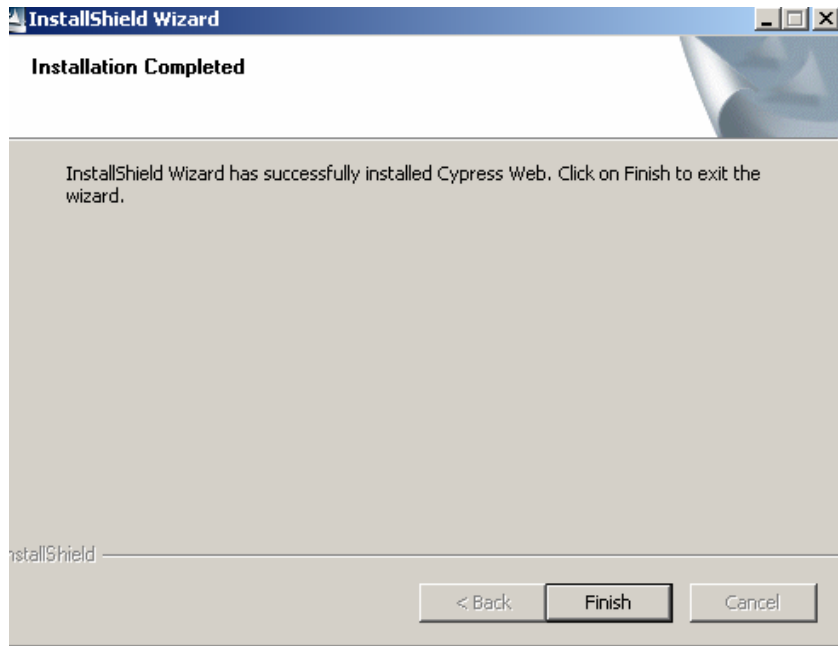 InstallShield Wizard
Installation Completed
InstallShield Wizard has successfully installed Cypress Web. Click on Finish to exit the
wizard.
nstallShield
< Back
Finish
Cancel